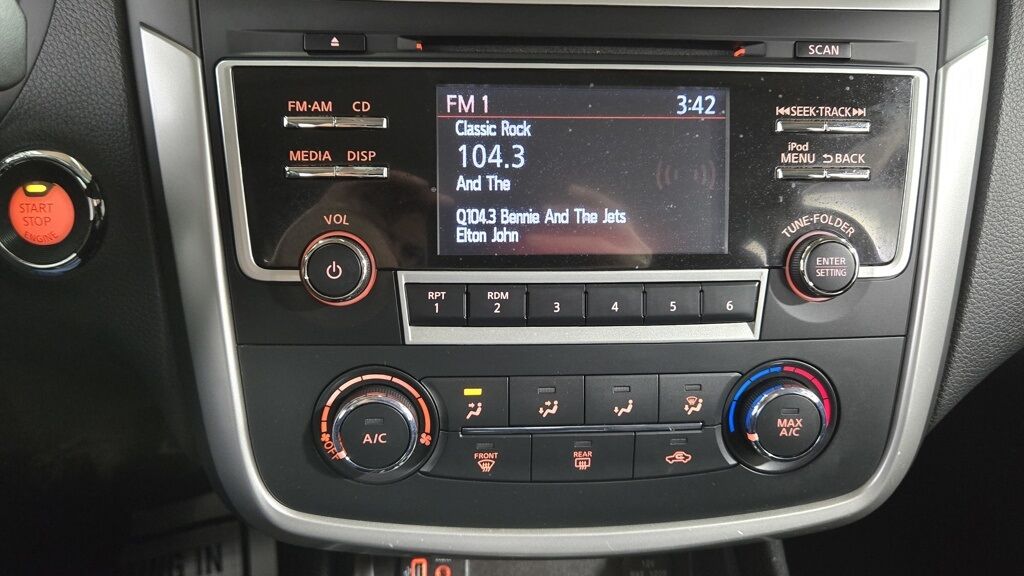 SCAN
FM·AM CD
MEDIA DISP
VOL
FM 1 3:42
Classic Rock
104.3
And The
Q104.3 Bennie And The Jets
Elton John
SEEK·TRACK
iPod
MENU BACK
TUNE·FOLDER
ENTER
SETTING
START
STOP
ENGINE
RPT
1
RDM
2
3
4
5
6
OFF
A/C
FRONT
REAR
MAX
A/C
IN
12V